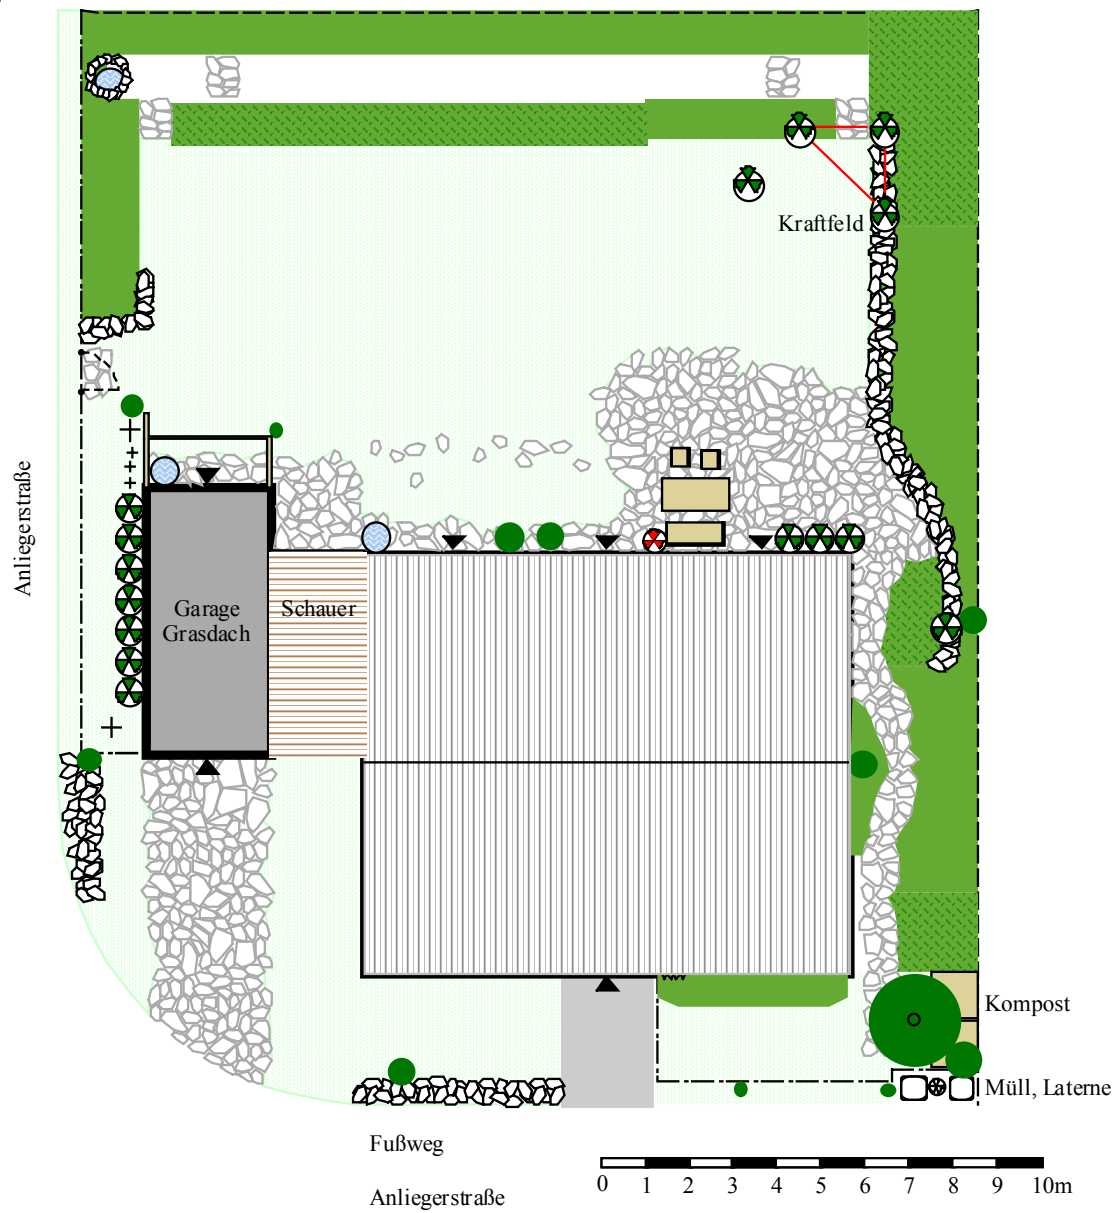 Kraftfeld
Anliegerstraße
Garage
Grasdach
Schauer
Kompost
Müll, Laterne
Fußweg
Anliegerstraße
0 1 2 3 4 5 6 7 8 9 10m